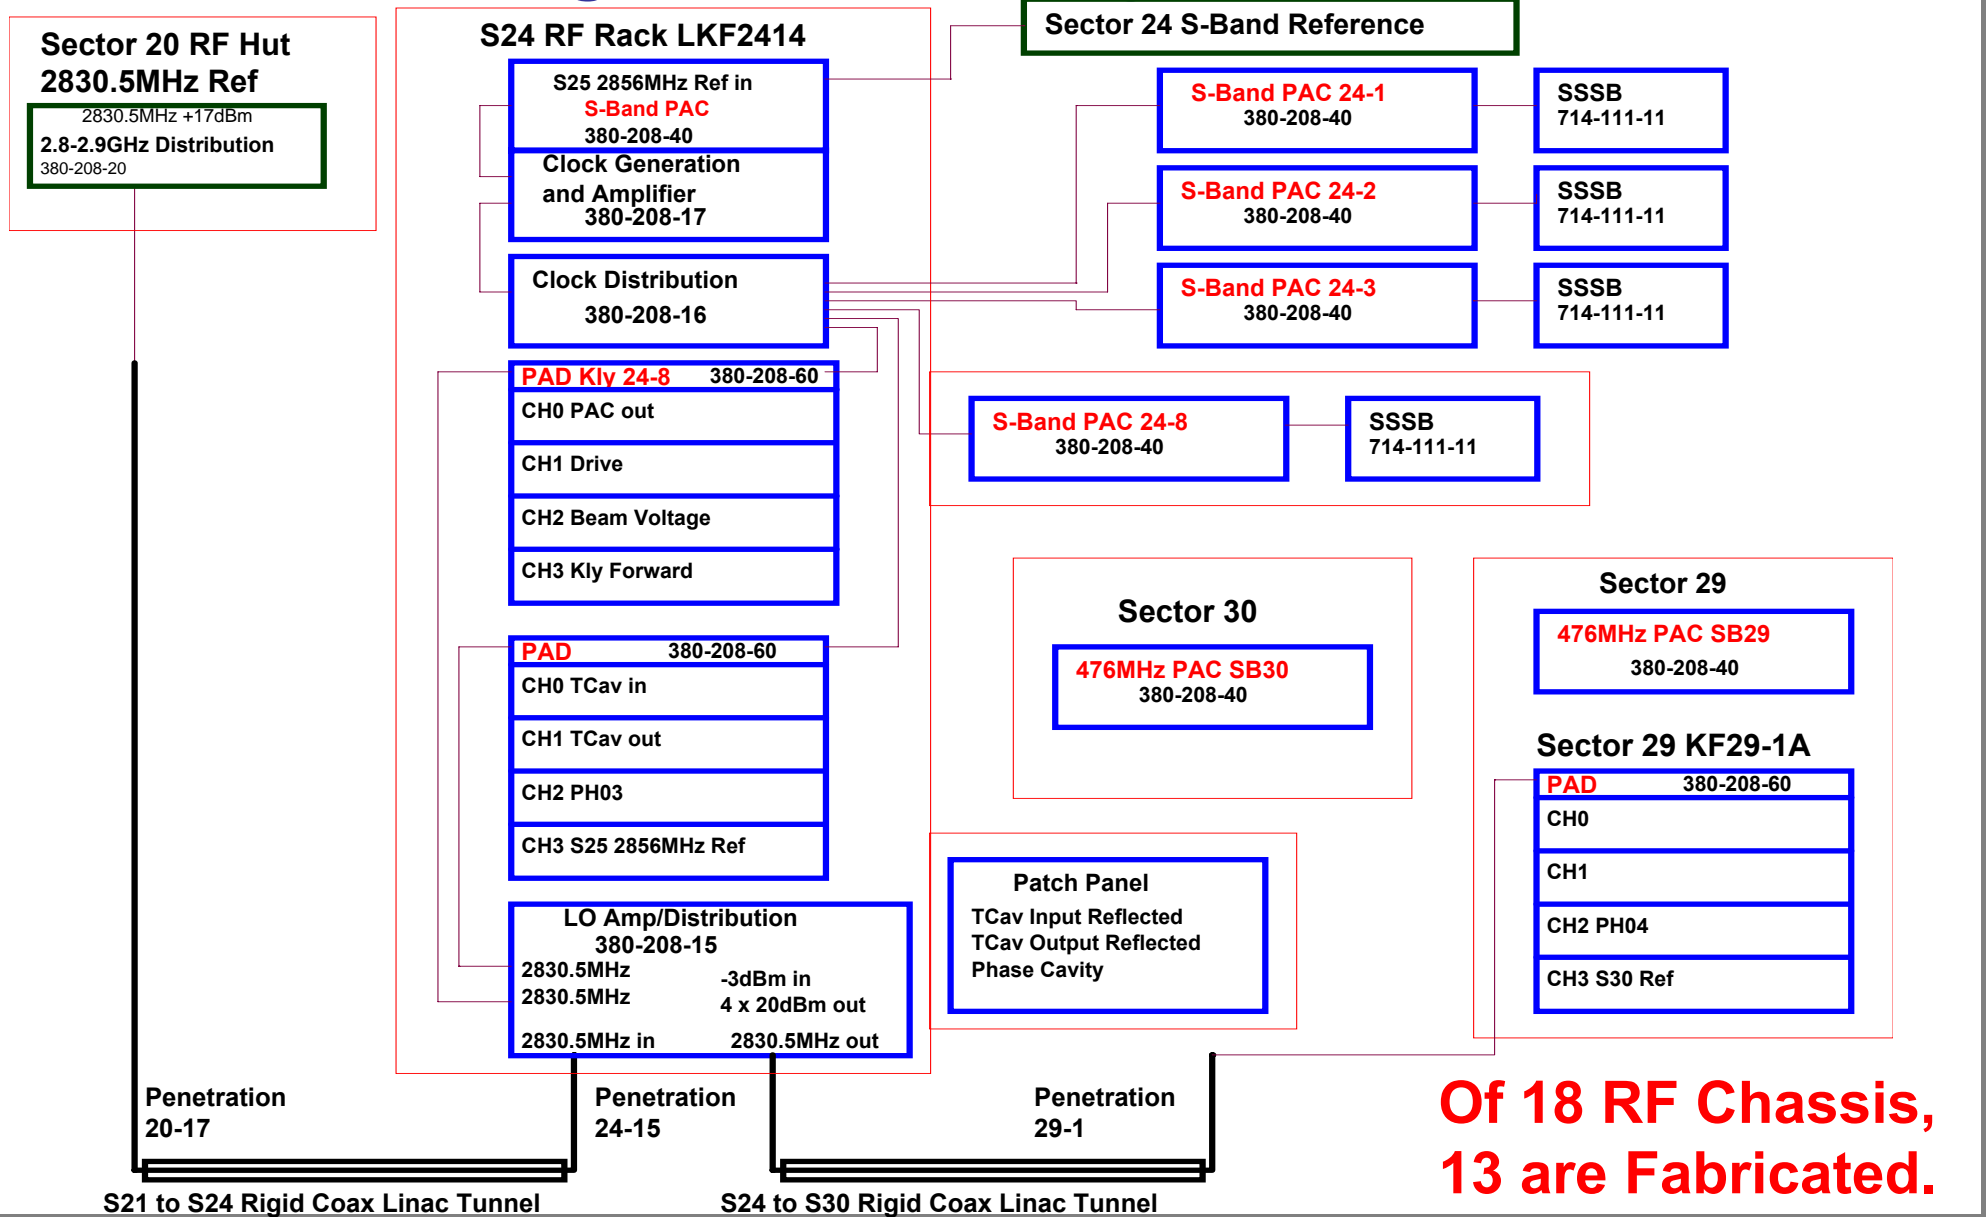 Sector 20 RF Hut
2830.5MHz Ref
2830.5MHz +17dBm
2.8-2.9GHz Distribution
380-208-20
S24 RF Rack LKF2414
S25 2856MHz Ref in
S-Band PAC
380-208-40
Clock Generation
and Amplifier
380-208-17
Clock Distribution
380-208-16
PAD Kly 24-8 380-208-60
CH0 PAC out
CH1 Drive
CH2 Beam Voltage
CH3 Kly Forward
PAD 380-208-60
CH0 TCav in
CH1 TCav out
CH2 PH03
CH3 S25 2856MHz Ref
LO Amp/Distribution
380-208-15
2830.5MHz
2830.5MHz
-3dBm in
4 x 20dBm out
2830.5MHz in 2830.5MHz out
Sector 24 S-Band Reference
S-Band PAC 24-1
380-208-40
SSSB
714-111-11
S-Band PAC 24-2
380-208-40
SSSB
714-111-11
S-Band PAC 24-3
380-208-40
SSSB
714-111-11
S-Band PAC 24-8
380-208-40
SSSB
714-111-11
Sector 30
476MHz PAC SB30
380-208-40
Sector 29
476MHz PAC SB29
380-208-40
Sector 29 KF29-1A
PAD 380-208-60
CH0
CH1
CH2 PH04
CH3 S30 Ref
Patch Panel
TCav Input Reflected
TCav Output Reflected
Phase Cavity
Penetration
20-17
Penetration
24-15
Penetration
29-1
S21 to S24 Rigid Coax Linac Tunnel
S24 to S30 Rigid Coax Linac Tunnel
Of 18 RF Chassis,
13 are Fabricated.